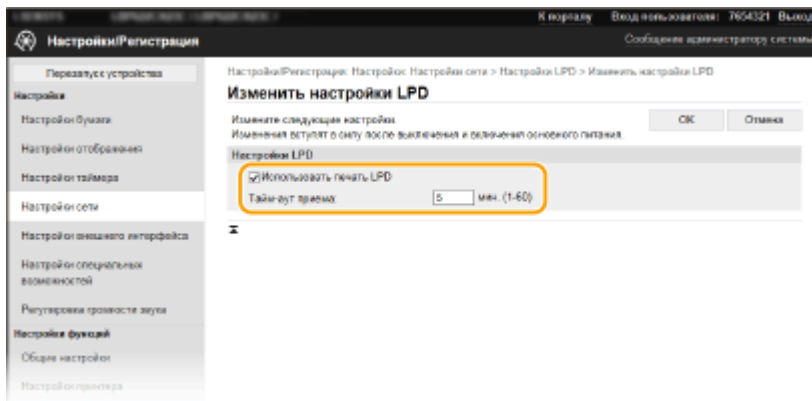 К порталу Вход пользователя: 7654321 Выход
Настройки/Регистрация
Сообщение администратору системы
Перезапуск устройства
Настройки/Регистрация: Настройки: Настройки сети > Настройки LPD > Изменить настройки LPD
Настройки
Изменить настройки LPD
Настройки бумаги
Измените следующие настройки.
Изменения вступят в силу после выключения и включения основного питания.
OK Отмена
Настройки отображения
Настройки LPD
Настройки таймера
Использовать печать LPD
Тайм-аут приема: 5 мин. (1-60)
Настройки сети
Настройки внешнего интерфейса
Настройки специальных
возможностей
Регулировка громкости звука
Настройки функций
Общие настройки
Настройки принтера